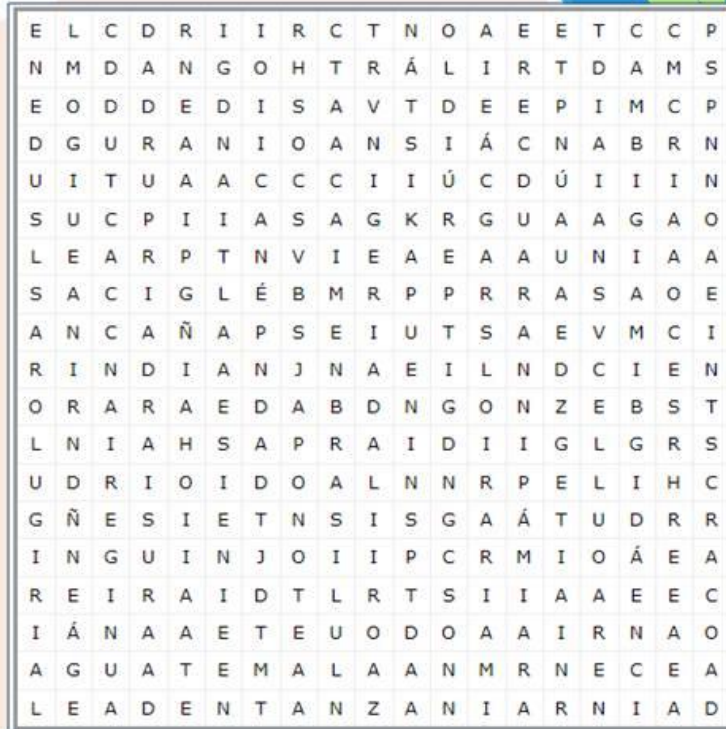 E L C D R I I R C T N O A E E T C C P
N M D A N G O H T R Á L I R T D A M S
E O D D E D I S A V T D E E P I M C P
D G U R A N I O A N S I Á C N A B R N
U I T U A A C C C I I Ú C D Ú I I I N
S U C P I I A S A G K R G U A A G A O
L E A R P T N V I E A E A A U N I A A
S A C I G L É B M R P P R R A S A O E
A N C A Ñ A P S E I U T S A E V M C I
R I N D I A N J N A E I L N D C I E N
O R A R A E D A B D N G O N Z E B S T
L N I A H S A P R A I D I I G L G R S
U D R I O I D O A L N N R P E L I H C
G Ñ E S I E T N S I S G A Á T U D R R
I N G U I N J O I I P C R M I O Á E A
R E I R A I D T L R T S I I A A E E C
I Á N A A E T E U O D O A A I R N A O
A G U A T E M A L A A N M R N E C E A
L E A D E N T A N Z A N I A R N I A D